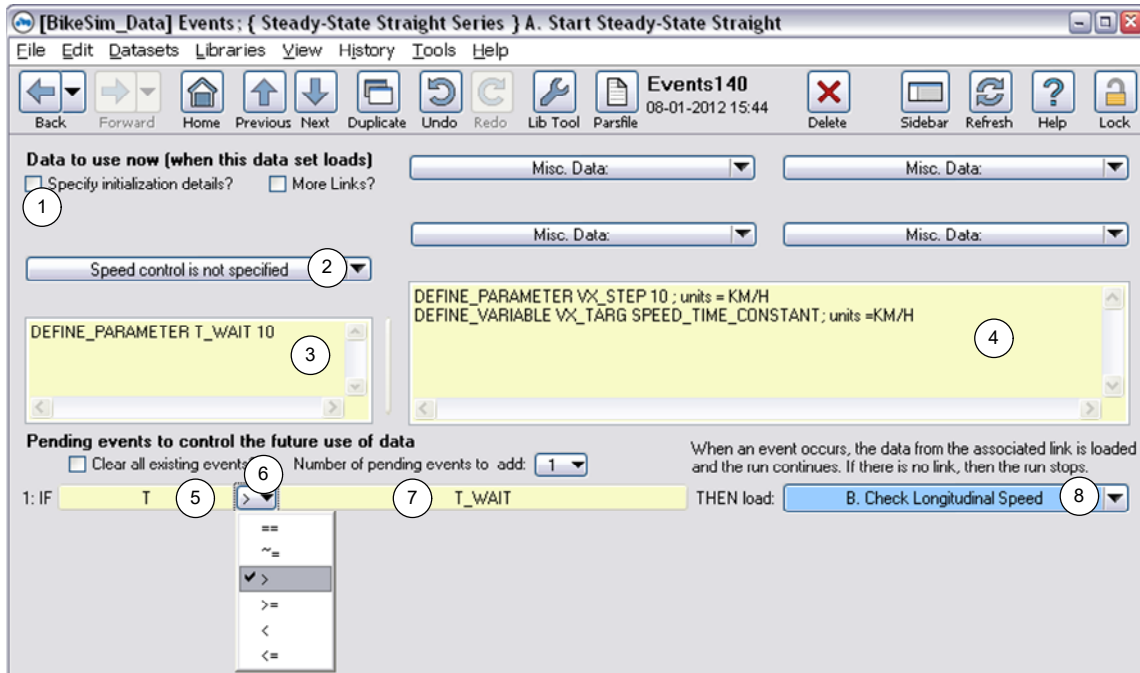 [BikeSim_Data] Events; { Steady-State Straight Series } A. Start Steady-State Straight
File Edit Datasets Libraries View History Tools Help
Back Forward Home Previous Next Duplicate Undo Redo Lib Tool Parsfile Events140 08-01-2012 15:44 Delete Sidebar Refresh Help Lock
Data to use now (when this data set loads)
Specify initialization details? More Links?
1
Misc. Data: Misc. Data:
Misc. Data: Misc. Data:
Speed control is not specified 2
DEFINE_PARAMETER T_WAIT 10
3
DEFINE_PARAMETER VX_STEP 10 ; units = KM/H
DEFINE_VARIABLE VX_TARG SPEED_TIME_CONSTANT; units =KM/H
4
Pending events to control the future use of data
Clear all existing events Number of pending events to add: 1
6
When an event occurs, the data from the associated link is loaded
and the run continues. If there is no link, then the run stops.
1: IF T 5 > 7 T_WAIT THEN load: B. Check Longitudinal Speed 8
==
~=
>
>=
<
<=